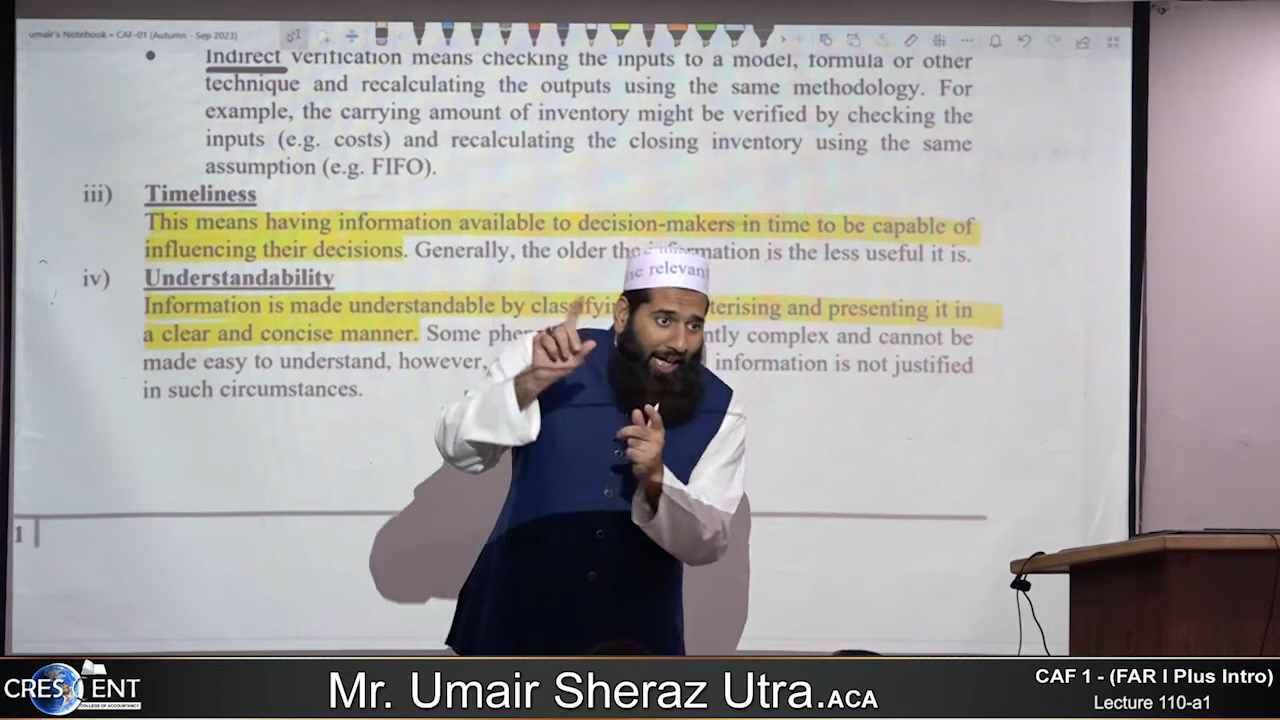 umair's Notebook » CAF-01 (Autumn - Sep 2023)
• Indirect verification means checking the inputs to a model, formula or other
technique and recalculating the outputs using the same methodology. For
example, the carrying amount of inventory might be verified by checking the
inputs (e.g. costs) and recalculating the closing inventory using the same
assumption (e.g. FIFO).
iii) Timeliness
This means having information available to decision-makers in time to be capable of
influencing their decisions. Generally, the older the information is the less useful it is.
iv) Understandability
Information is made understandable by terising and presenting it in
a clear and concise manner. Some complex and cannot be
made easy to understand, however, relevant information is not justified
in such circumstances.
1
CRESCENT
COLLEGE OF ACCOUNTANCY
Mr. Umair Sheraz Utra.ACA
CAF 1 - (FAR I Plus Intro)
Lecture 110-a1